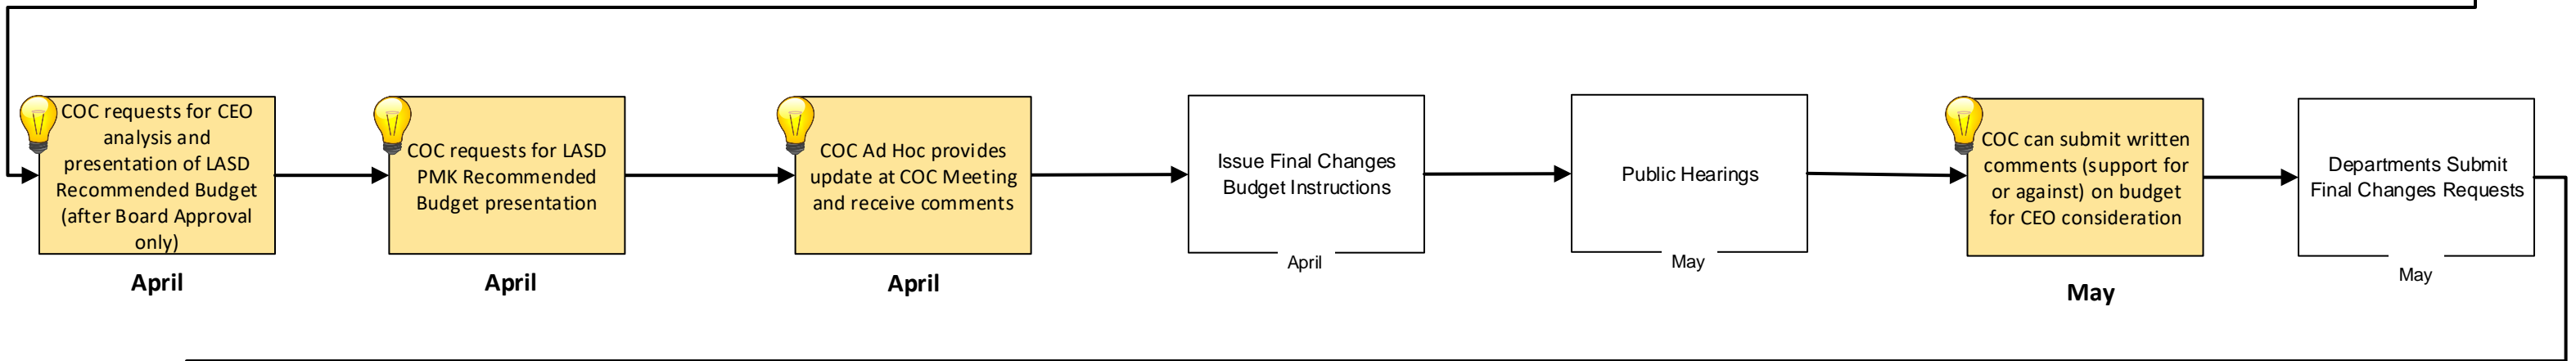 COC requests for CEO
analysis and
presentation of LASD
Recommended Budget
(after Board Approval
only)
April
COC requests for LASD
PMK Recommended
Budget presentation
April
COC Ad Hoc provides
update at COC Meeting
and receive comments
April
Issue Final Changes
Budget Instructions
April
Public Hearings
May
COC can submit written
comments (support for
or against) on budget
for CEO consideration
May
Departments Submit
Final Changes Requests
May